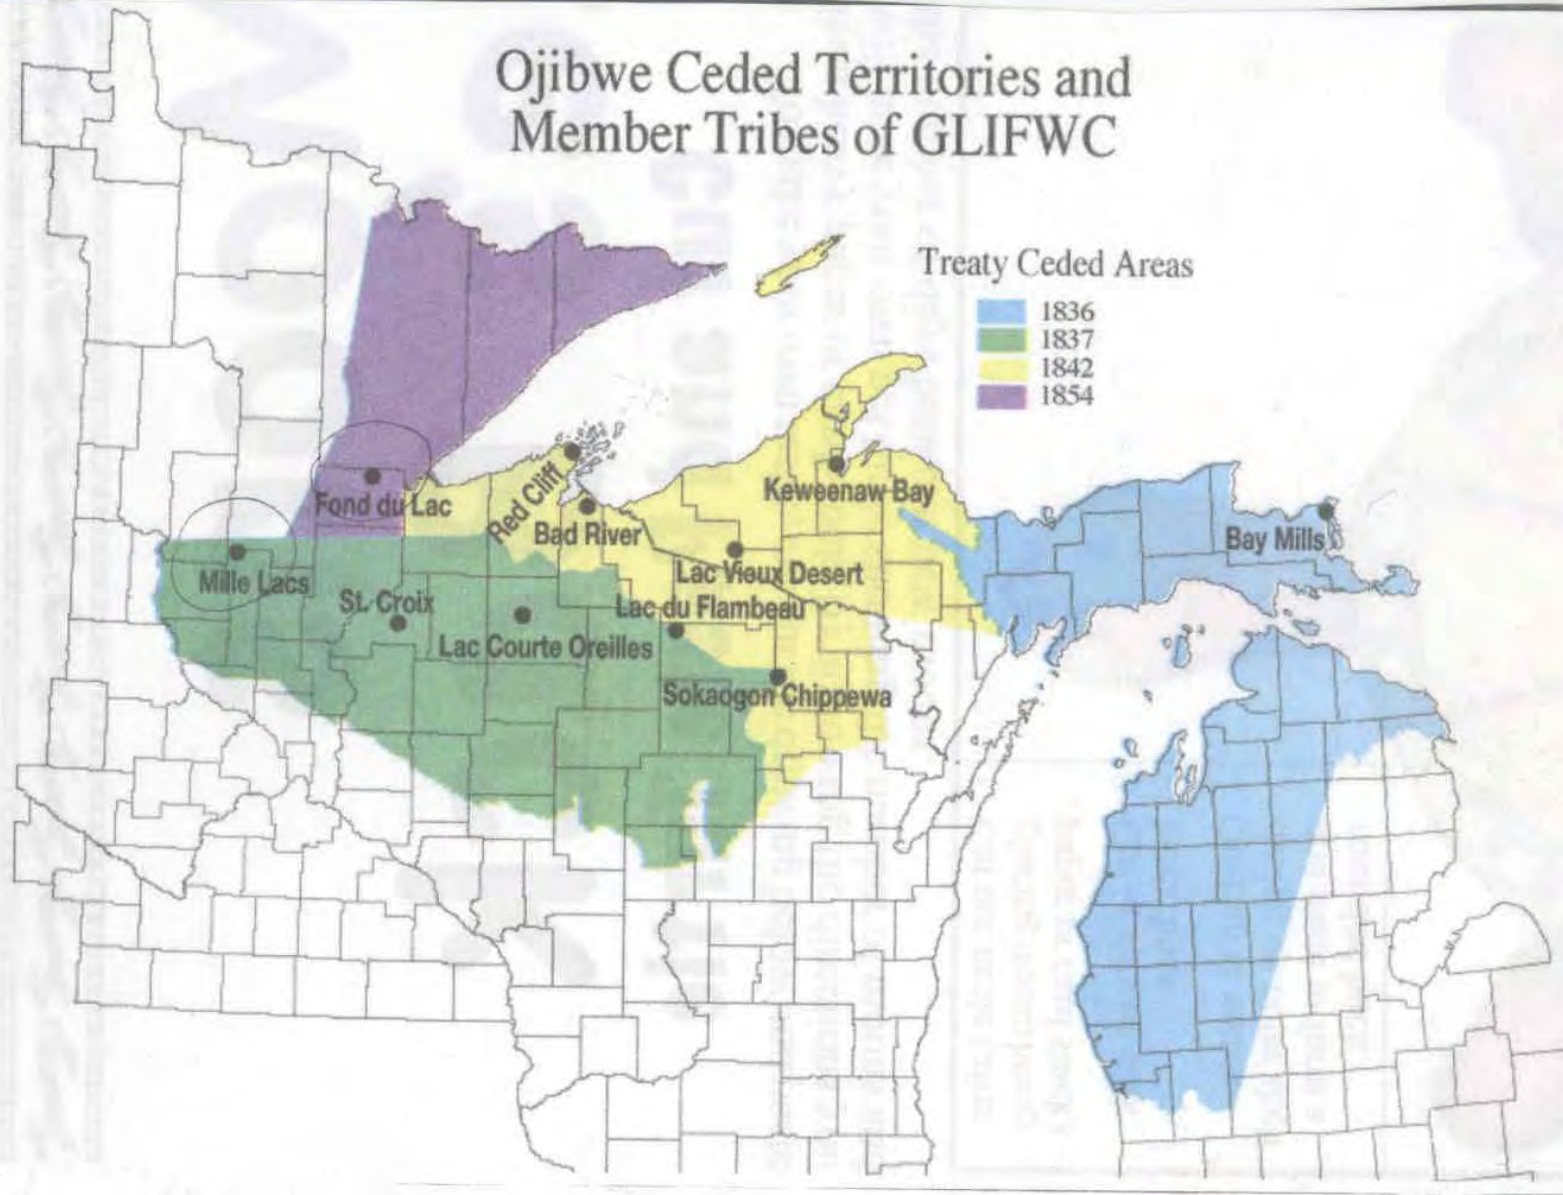 Ojibwe Ceded Territories and
Member Tribes of GLIFWC
Treaty Ceded Areas
1836
1837
1842
1854
Fond du Lac
Red Cliff
Bad River
Keweenaw Bay
Bay Mills
Mille Lacs
St. Croix
Lac Vieux Desert
Lac du Flambeau
Lac Courte Oreilles
Sokaogon Chippewa